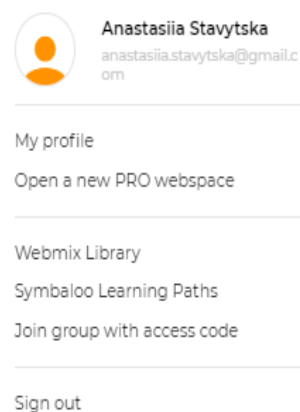 Anastasiia Stavytska
anastasiia.stavytska@gmail.c
om
My profile
Open a new PRO webspace
Webmix Library
Symbaloo Learning Paths
Join group with access code
Sign out